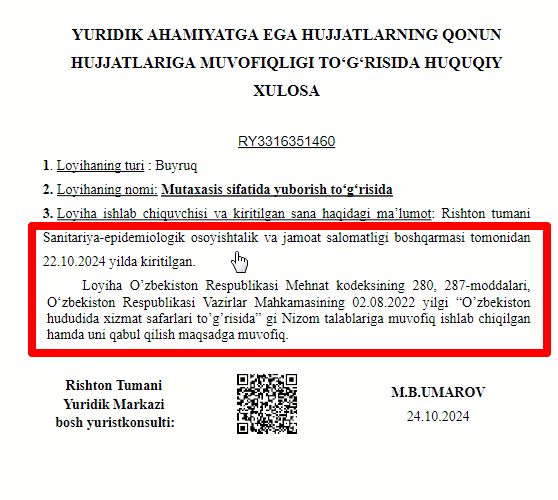 YURIDIK AHAMIYATGA EGA HUJJATLARNING QONUN
HUJJATLARIGA MUVOFIQLIGI TO‘G‘RISIDA HUQUQIY
XULOSA
RY3316351460
1. Loyihaning turi : Buyruq
2. Loyihaning nomi: Mutaxasis sifatida yuborish to‘g‘risida
3. Loyiha ishlab chiquvchisi va kiritilgan sana haqidagi ma’lumot: Rishton tumani
Sanitariya-epidemiologik osoyishtalik va jamoat salomatligi boshqarmasi tomonidan
22.10.2024 yilda kiritilgan.
Loyiha O’zbekiston Respublikasi Mehnat kodeksining 280, 287-moddalari,
O‘zbekiston Respublikasi Vazirlar Mahkamasining 02.08.2022 yilgi “O’zbekiston
hududida xizmat safarlari to’g’risida” gi Nizom talablariga muvofiq ishlab chiqilgan
hamda uni qabul qilish maqsadga muvofiq.
Rishton Tumani
Yuridik Markazi
bosh yuristkonsulti:
M.B.UMAROV
24.10.2024